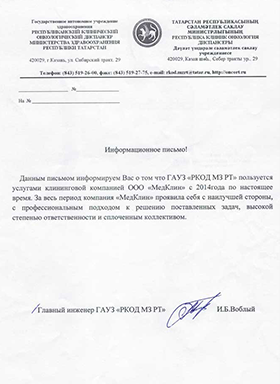 Государственное автономное учреждение
здравоохранения
РЕСПУБЛИКАНСКИЙ КЛИНИЧЕСКИЙ
ОНКОЛОГИЧЕСКИЙ ДИСПАНСЕР
МИНИСТЕРСТВА ЗДРАВООХРАНЕНИЯ
РЕСПУБЛИКИ ТАТАРСТАН
420029, г Казань, ул. Сибирский тракт, 29
ТАТАРСТАН РЕСПУБЛИКАСЫНЫҢ
СӘЛАМӘТЛЕК САКЛАУ
МИНИСТРЛЫГЫНЫҢ
РЕСПУБЛИКА КЛИНИК ОНКОЛОГИЯ
ДИСПАНСЕРЫ
Дәүләт автономияле сәламәтлек саклау
учреждениесе
420029, Казан шәһ., Себер тракты ур., 29
Телефон: (843) 519-26-00, факс: (843) 519-27-75, e-mail: rkod.mzrt@tatar.ru, http://oncort.ru
№
На №
Информационное письмо!
Данным письмом информируем Вас о том что ГАУЗ «РКОД МЗ РТ» пользуется
услугами клининговой компанией ООО «МедКлин» с 2014года по настоящее
время. За весь период компания «МедКлин» проявила себя с наилучшей стороны,
с профессиональным подходом к решению поставленных задач, высокой
степенью ответственности и сплоченным коллективом.
Главный инженер ГАУЗ «РКОД МЗ РТ» И.Б.Воблый